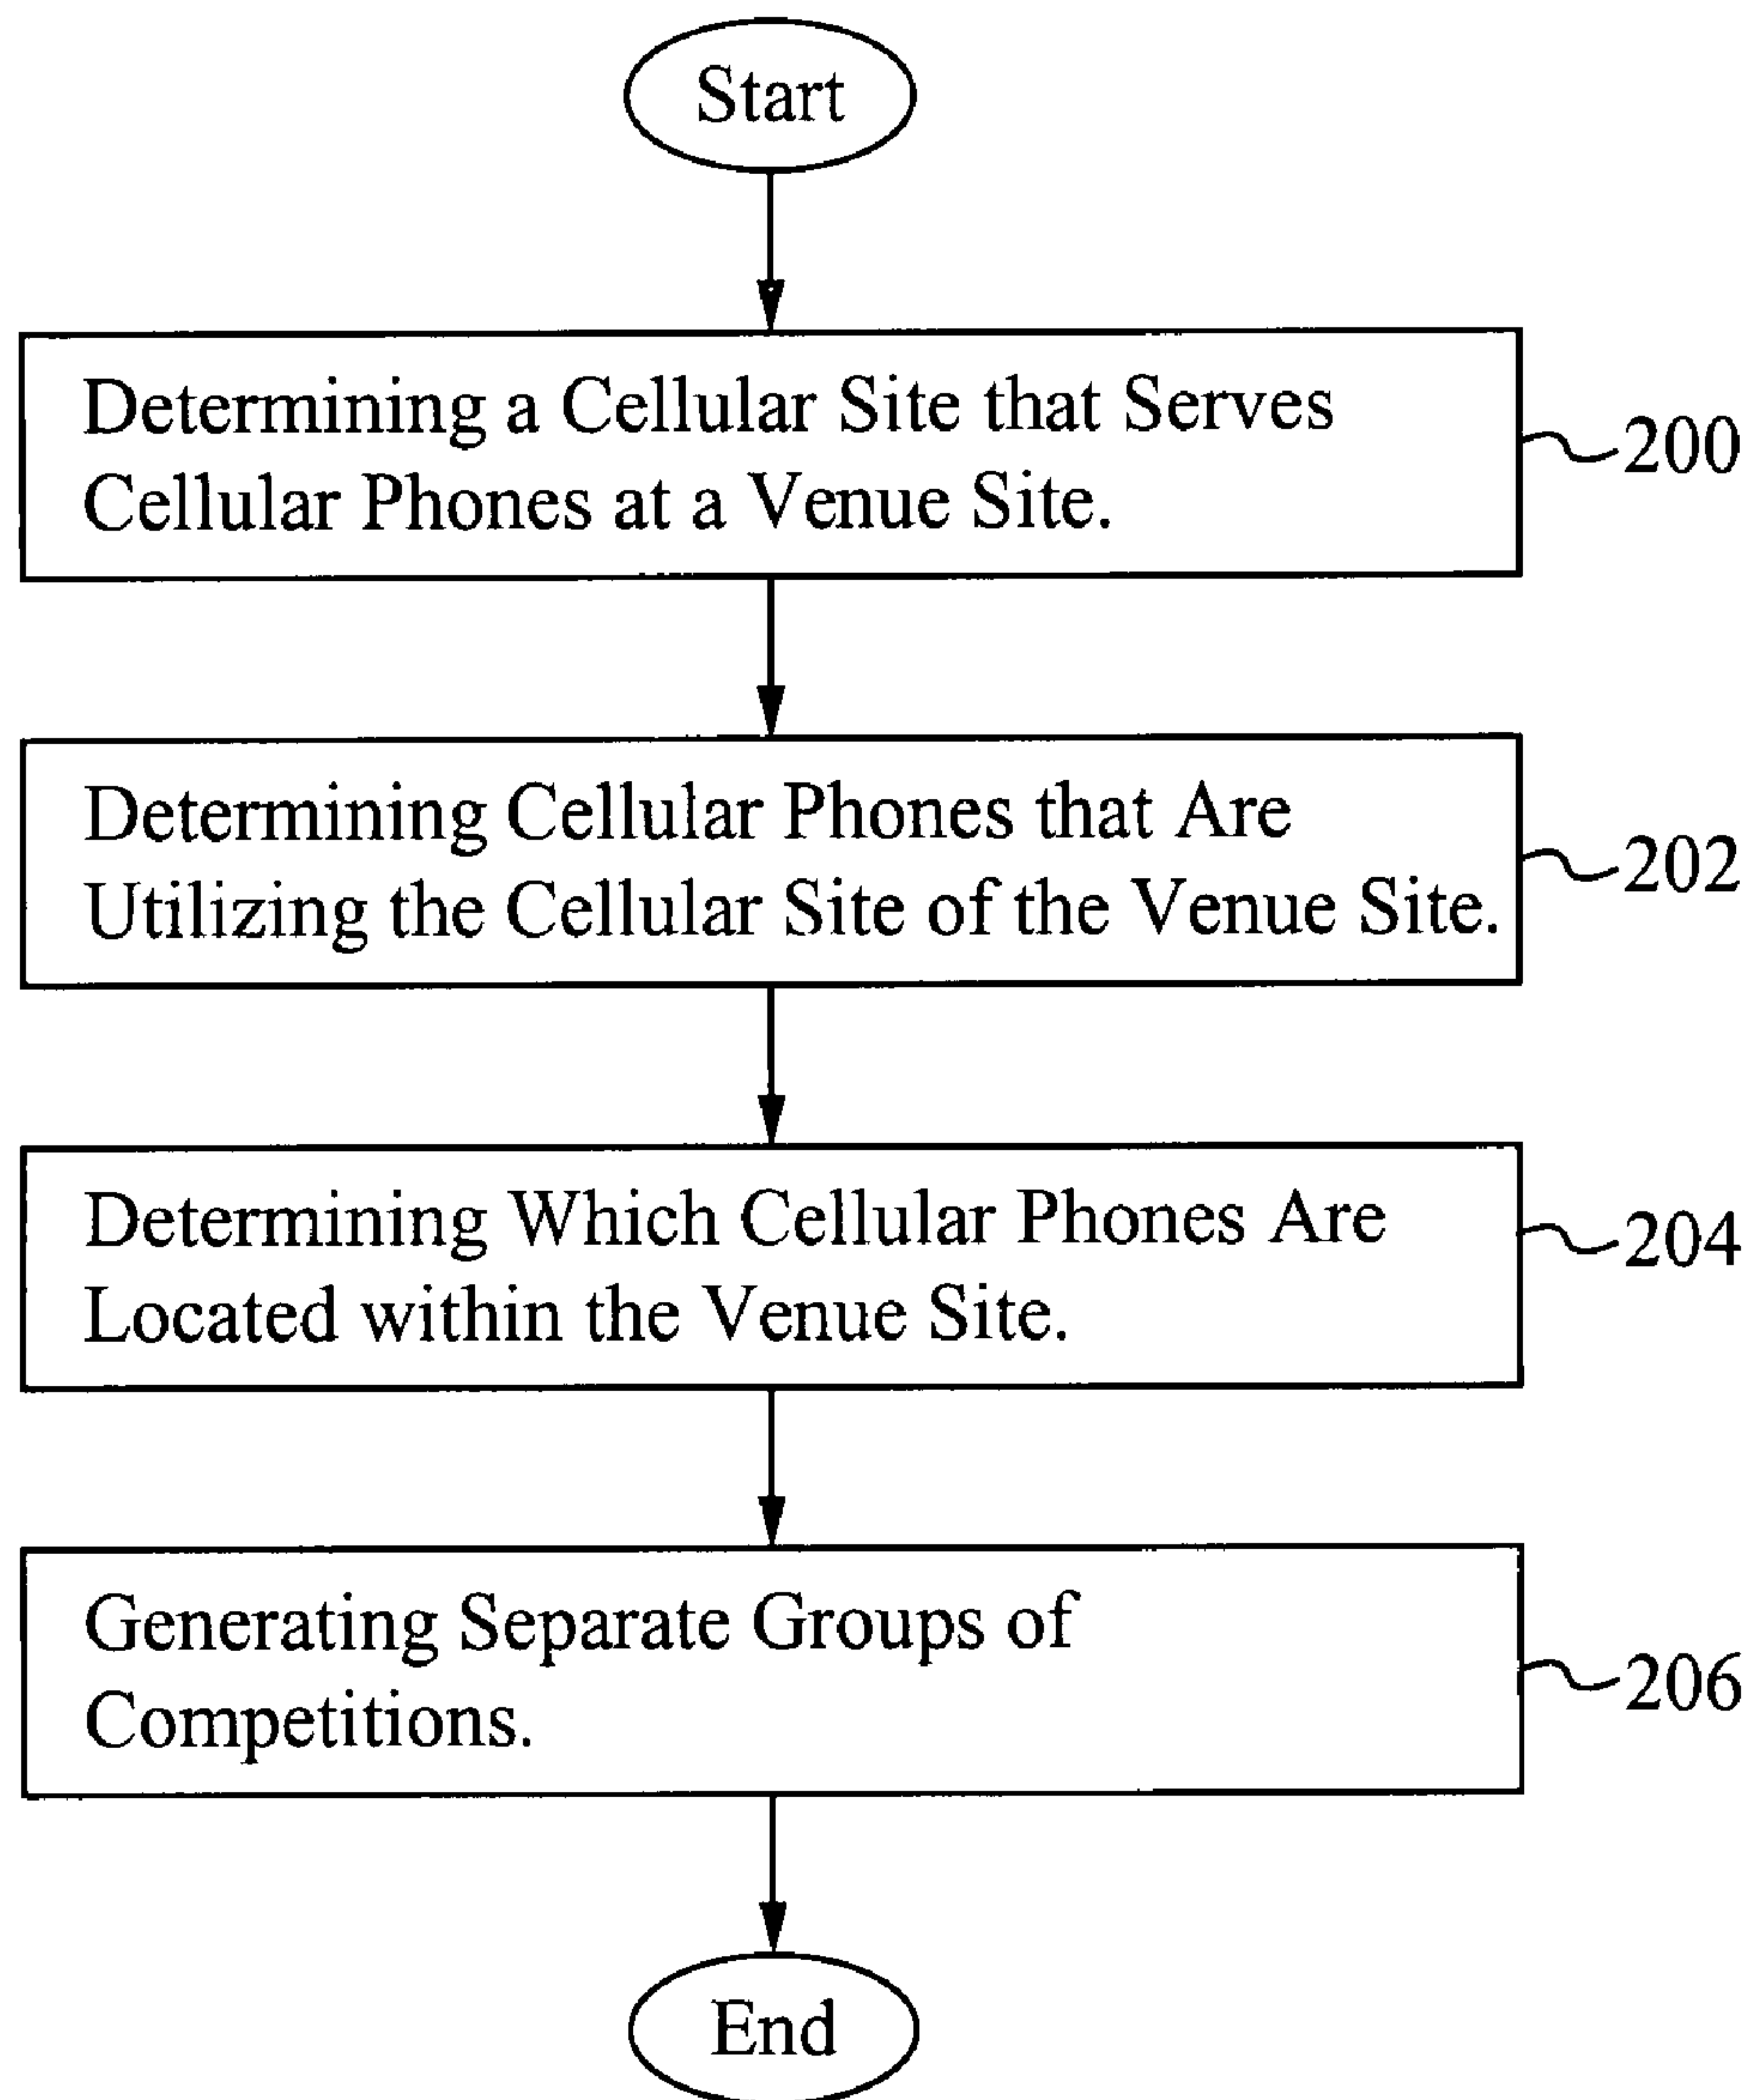 Start
Determining a Cellular Site that Serves
Cellular Phones at a Venue Site.
200
Determining Cellular Phones that Are
Utilizing the Cellular Site of the Venue Site.
202
Determining Which Cellular Phones Are
Located within the Venue Site.
204
Generating Separate Groups of
Competitions.
206
End